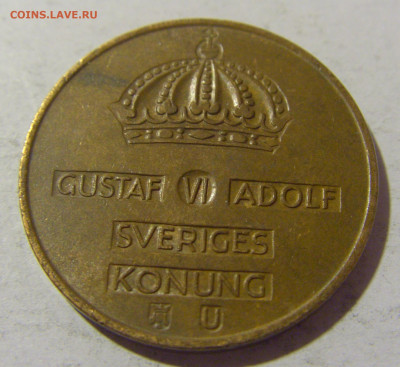 COINS.LAVE.RU
GUSTAF VI ADOLF
SVERIGES
KONUNG
U